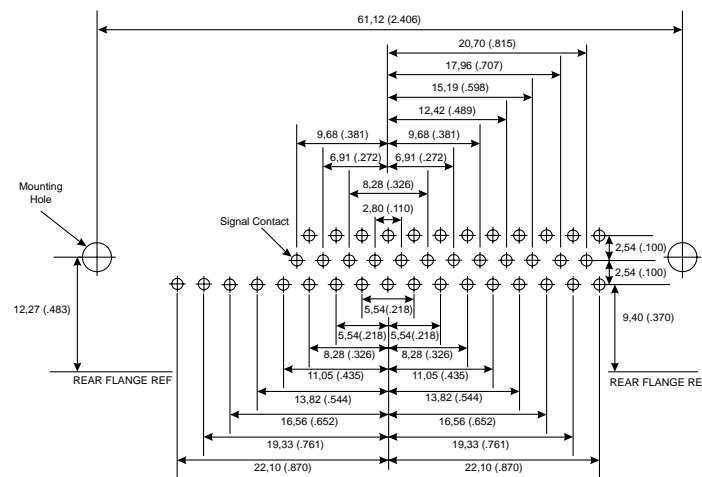 61,12 (2.406)
20,70 (.815)
17,96 (.707)
15,19 (.598)
12,42 (.489)
9,68 (.381) 9,68 (.381)
6,91 (.272) 6,91 (.272)
8,28 (.326)
2,80 (.110)
Mounting
Hole
Signal Contact
2,54 (.100)
2,54 (.100)
12,27 (.483)
9,40 (.370)
5,54(.218)
5,54(.218) 5,54(.218)
8,28 (.326) 8,28 (.326)
REAR FLANGE REF 11,05 (.435) 11,05 (.435) REAR FLANGE RE
13,82 (.544) 13,82 (.544)
16,56 (.652) 16,56 (.652)
19,33 (.761) 19,33 (.761)
22,10 (.870) 22,10 (.870)